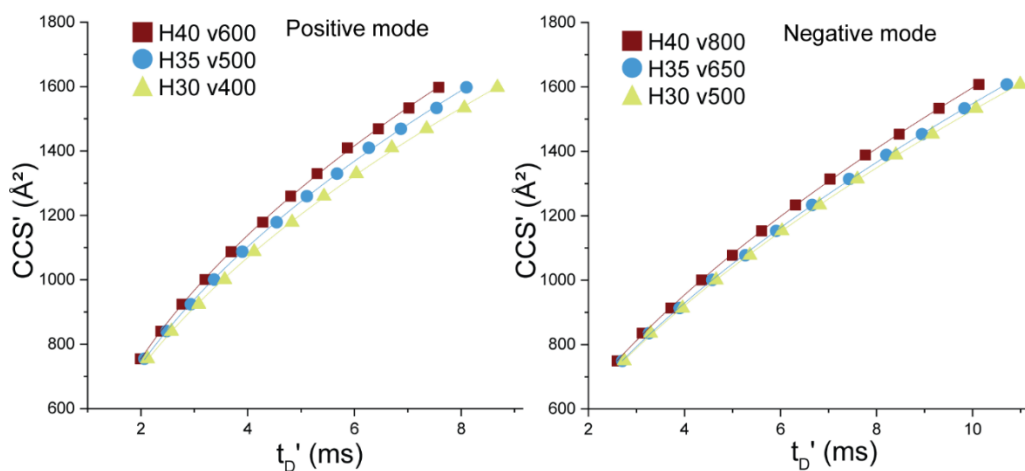 Positive mode
H40 v600
H35 v500
H30 v400
1800
1600
1400
1200
1000
800
600
CCS' (Å²)
2
4
6
8
t_D' (ms)
Negative mode
H40 v800
H35 v650
H30 v500
1800
1600
1400
1200
1000
800
600
CCS' (Å²)
2
4
6
8
10
t_D' (ms)